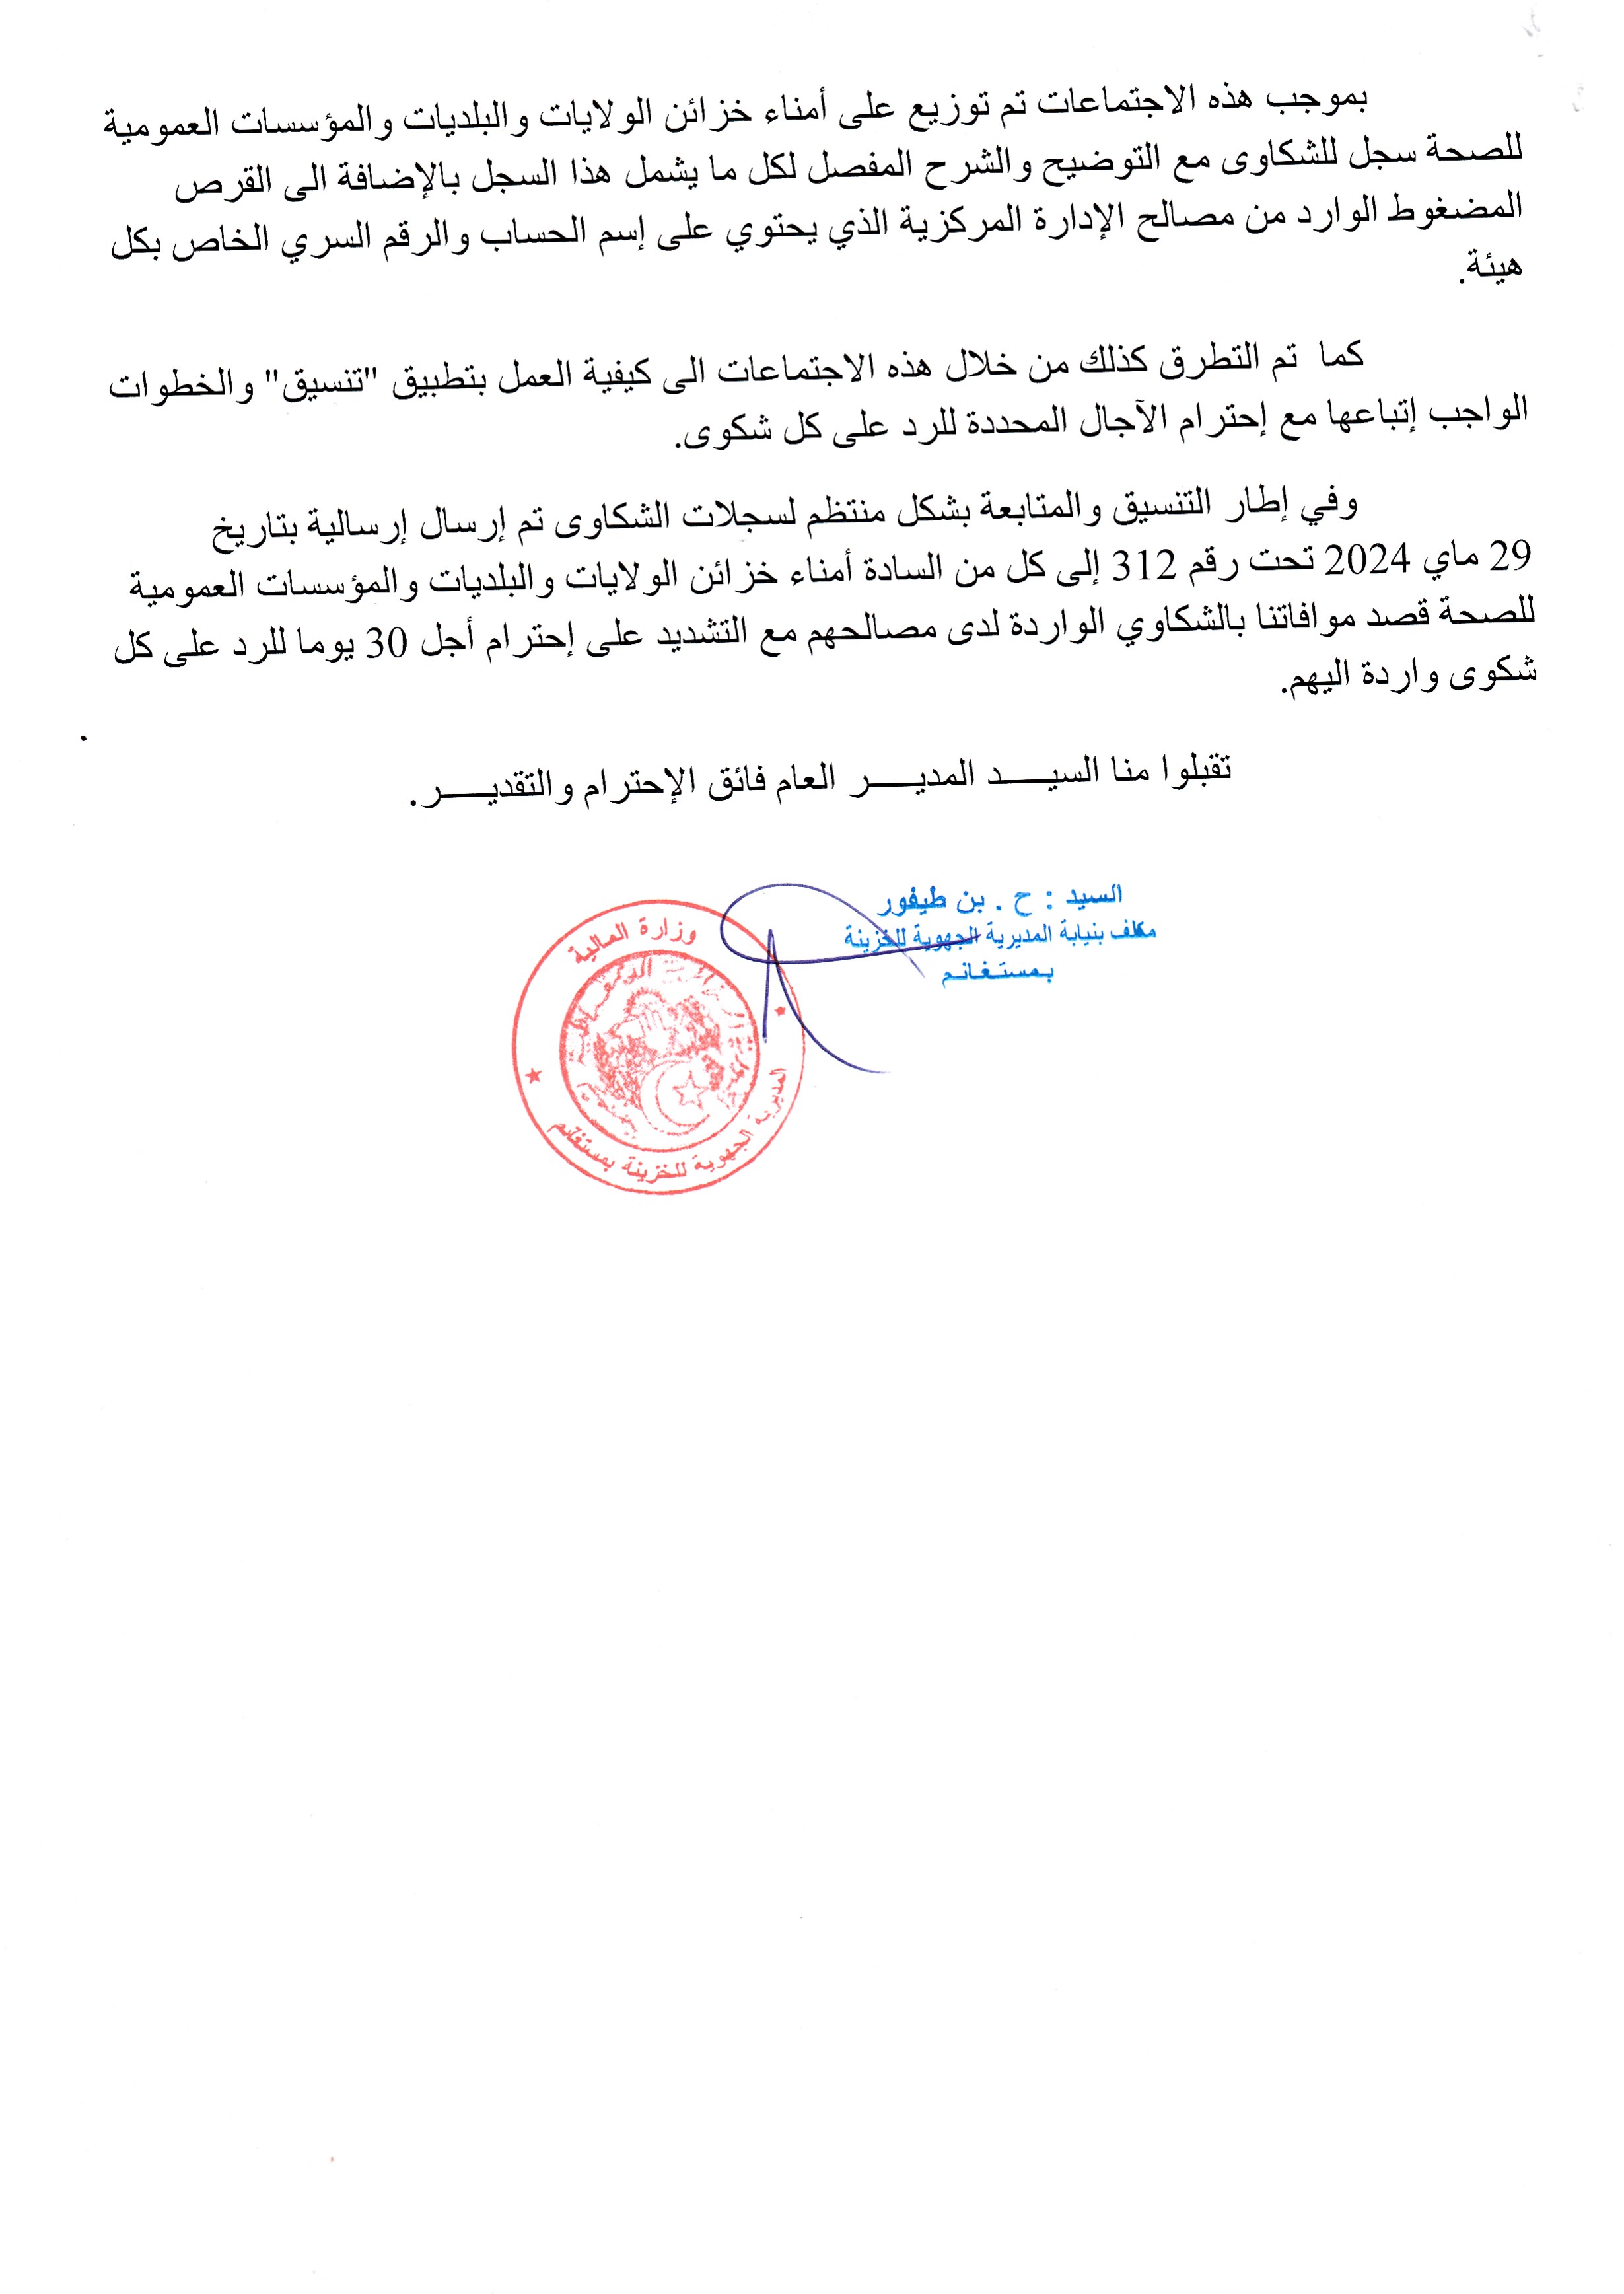 بموجب هذه الاجتماعات تم توزيع على أمناء خزائن الولايات والبلديات والمؤسسات العمومية
للصحة سجل للشكاوى مع التوضيح والشرح المفصل لكل ما يشمل هذا السجل بالإضافة الى القرص
المضغوط الوارد من مصالح الإدارة المركزية الذي يحتوي على إسم الحساب والرقم السري الخاص بكل
هيئة.
كما تم التطرق كذلك من خلال هذه الاجتماعات الى كيفية العمل بتطبيق "تنسيق" والخطوات
الواجب إتباعها مع إحترام الآجال المحددة للرد على كل شكوى.
وفي إطار التنسيق والمتابعة بشكل منتظم لسجلات الشكاوى تم إرسال إرسالية بتاريخ
29 ماي 2024 تحت رقم 312 إلى كل من السادة أمناء خزائن الولايات والبلديات والمؤسسات العمومية
للصحة قصد موافاتنا بالشكاوي الواردة لدى مصالحهم مع التشديد على إحترام أجل 30 يوما للرد على كل
شكوى واردة اليهم.
تقبلوا منا السيـــــد المديـــــر العام فائق الإحترام والتقديـــــر.
السيد : ح . بن طيفور
مكلف بنيابة المديرية الجهوية للخزينة
بمستغانم
وزارة المالية
المديرية الجهوية للخزينة بمستغانم